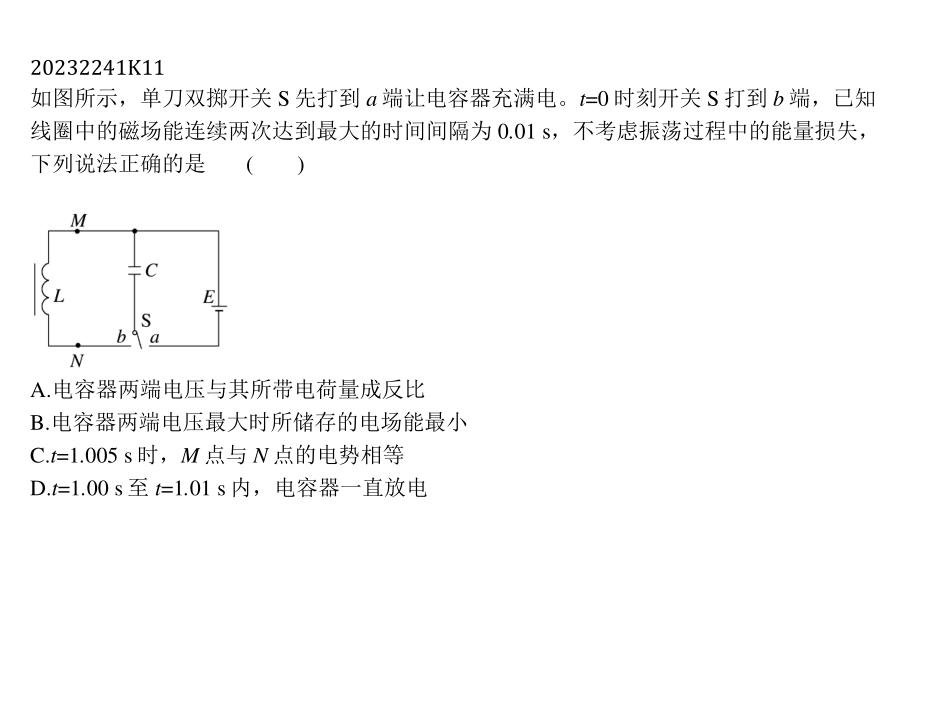 20232241K11
如图所示，单刀双掷开关 S 先打到 a 端让电容器充满电。t=0 时刻开关 S 打到 b 端，已知
线圈中的磁场能连续两次达到最大的时间间隔为 0.01 s，不考虑振荡过程中的能量损失，
下列说法正确的是 (　　)
M
C
L
E
S
b
a
N
A.电容器两端电压与其所带电荷量成反比
B.电容器两端电压最大时所储存的电场能最小
C.t=1.005 s 时，M 点与 N 点的电势相等
D.t=1.00 s 至 t=1.01 s 内，电容器一直放电